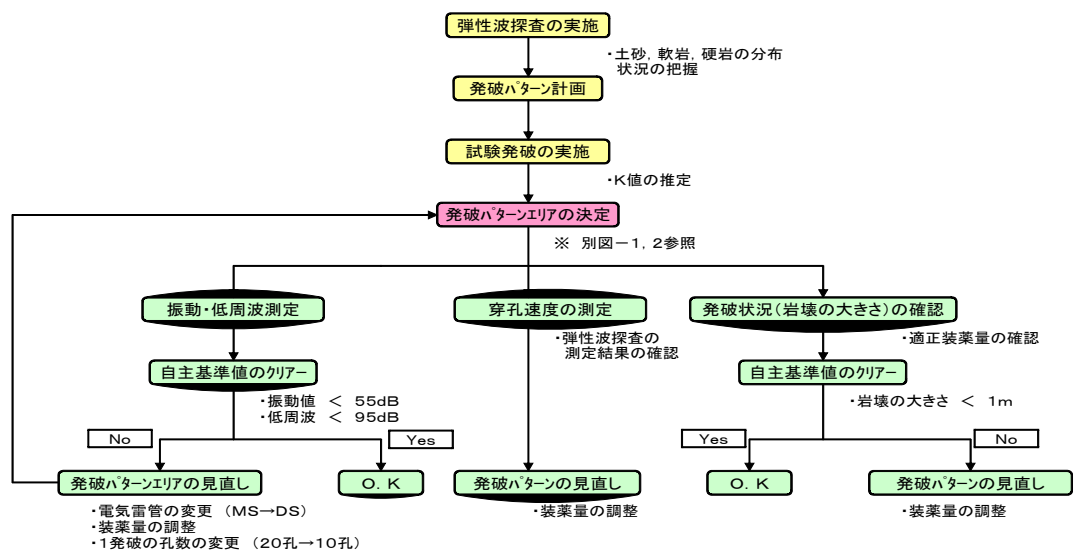 弾性波探査の実施
・土砂, 軟岩, 硬岩の分布
状況の把握
発破ﾊﾟﾀｰﾝ計画
試験発破の実施
・K値の推定
発破ﾊﾟﾀｰﾝエリアの決定
※ 別図－1, 2参照
振動・低周波測定
穿孔速度の測定
発破状況(岩壊の大きさ)の確認
・弾性波探査の
測定結果の確認
・適正装薬量の確認
自主基準値のクリアー
自主基準値のクリアー
・振動値 < 55dB
・低周波 < 95dB
・岩壊の大きさ < 1m
No
Yes
Yes
No
発破ﾊﾟﾀｰﾝエリアの見直し
O. K
発破ﾊﾟﾀｰﾝの見直し
O. K
発破ﾊﾟﾀｰﾝの見直し
・電気雷管の変更 (MS→DS)
・装薬量の調整
・1発破の孔数の変更 (20孔→10孔)
・装薬量の調整
・装薬量の調整